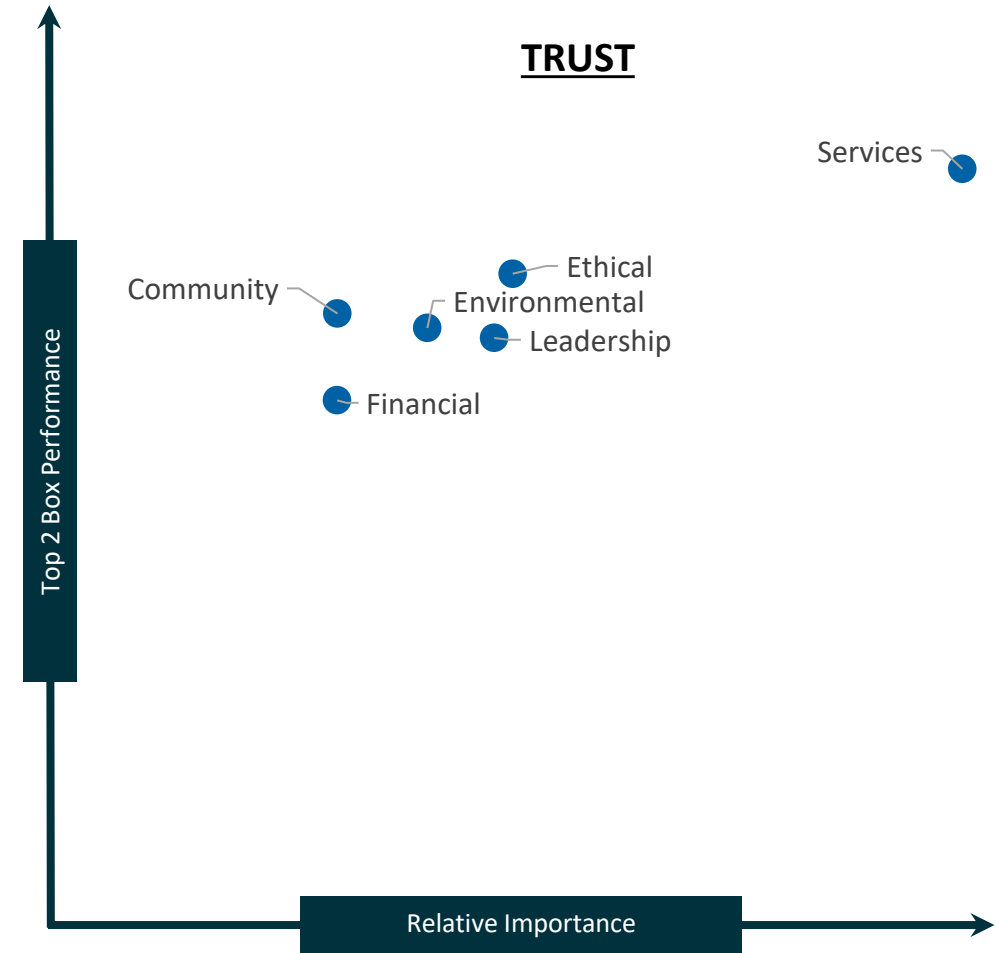 TRUST
Services
Ethical
Community
Environmental
Leadership
Financial
Top 2 Box Performance
Relative Importance